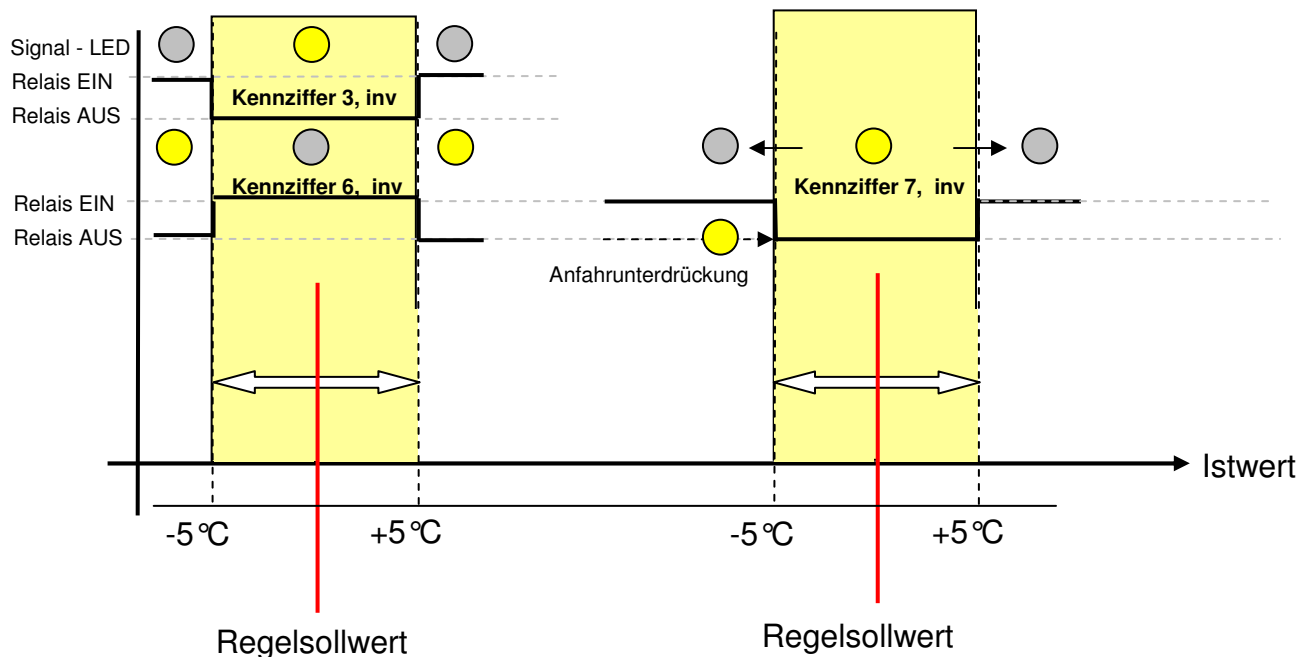 Signal - LED
Relais EIN
Kennziffer 3, inv
Relais AUS
Kennziffer 6, inv
Kennziffer 7, inv
Relais EIN
Relais AUS
Anfahrunterdrückung
Istwert
-5°C
+5°C
-5°C
+5°C
Regelsollwert
Regelsollwert